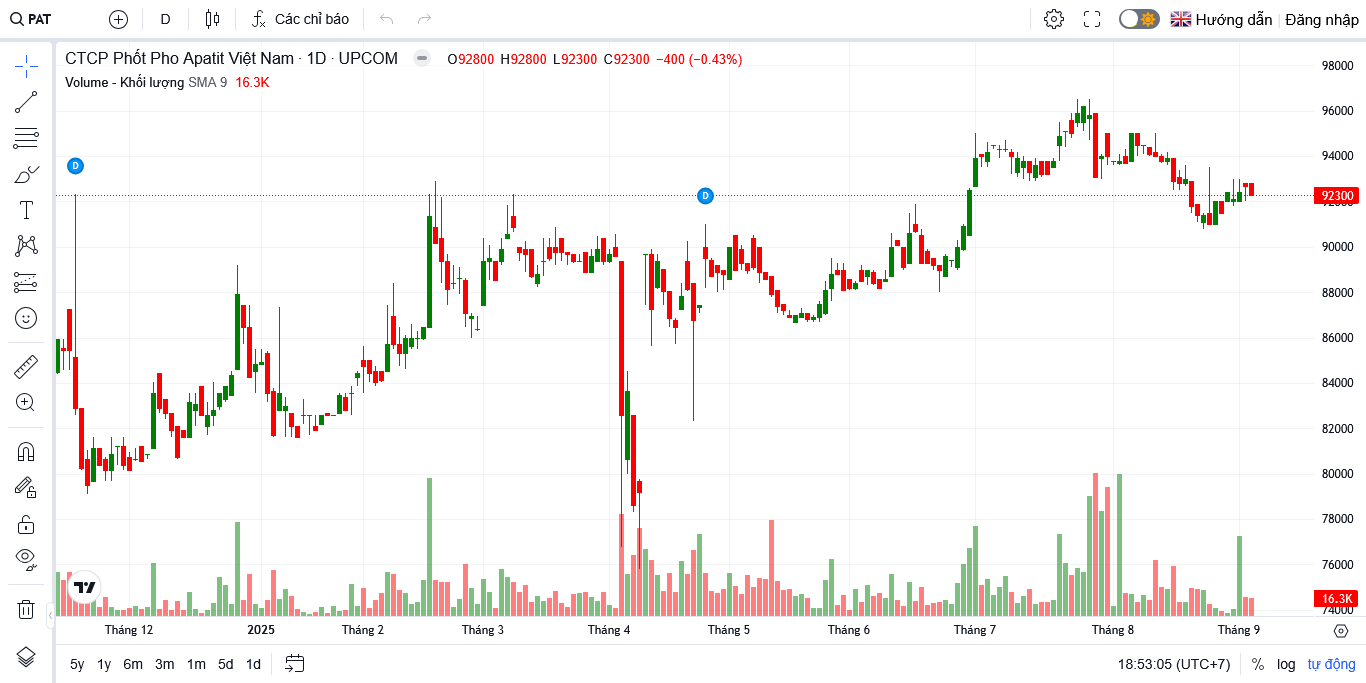 PAT D Các chỉ báo Hướng dẫn Đăng nhập
CTCP Phốt Pho Apatit Việt Nam · 1D · UPCOM O92800 H92800 L92300 C92300 −400 (−0.43%)
Volume - Khối lượng SMA 9 16.3K
98000
96000
94000
92300
92000
90000
88000
86000
84000
82000
80000
78000
76000
16.3K
74000
D
D
Tháng 12 2025 Tháng 2 Tháng 3 Tháng 4 Tháng 5 Tháng 6 Tháng 7 Tháng 8 Tháng 9
5y 1y 6m 3m 1m 5d 1d 18:53:05 (UTC+7) % log tự động